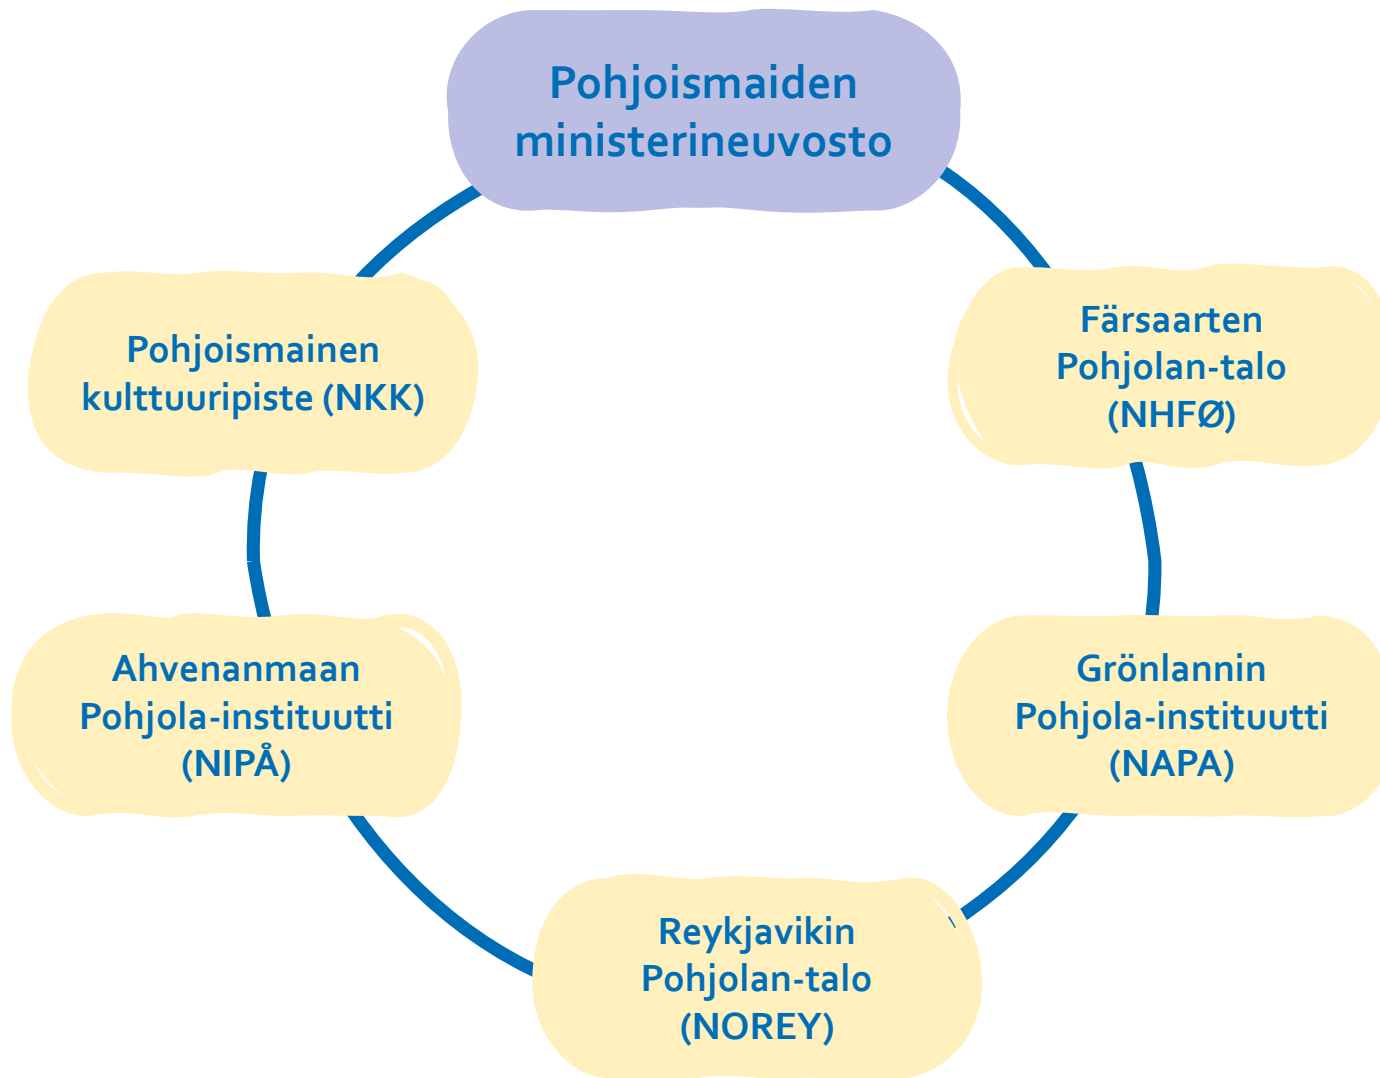 Pohjoismaiden
ministerineuvosto
Pohjoismainen
kulttuuripiste (NKK)
Färsaarten
Pohjolan-talo
(NHFØ)
Ahvenanmaan
Pohjola-instituutti
(NIPÅ)
Grönlannin
Pohjola-instituutti
(NAPA)
Reykjavikin
Pohjolan-talo
(NOREY)